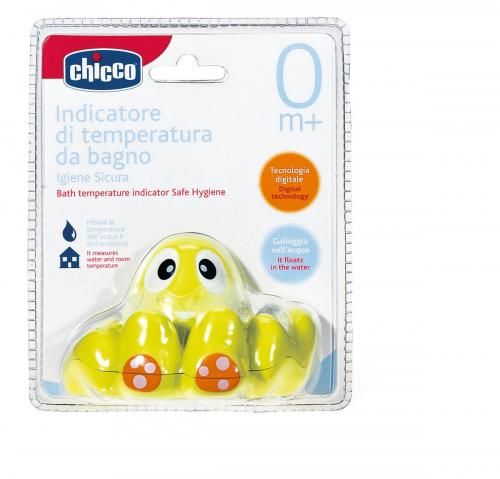 chicco
0
m+
Indicatore
di temperatura
da bagno
Igiene Sicura
Bath temperature indicator Safe Hygiene
Tecnologia
digitale
Digital
technology
Misura la
temperatura
dell'acqua e
dell'ambiente
It measures
water and room
temperature
Galleggia
nell'acqua
It floats
in the water